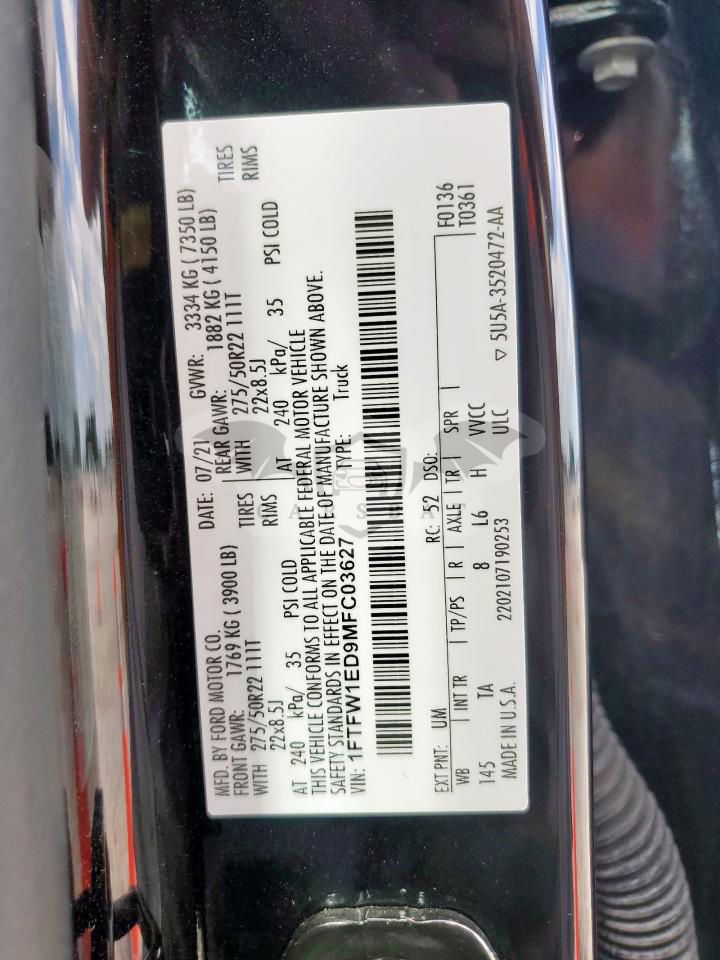 MFD. BY FORD MOTOR CO.
DATE: 07/21 GVWR: 3334 KG ( 7350 LB)
FRONT GAWR: 1769 KG ( 3900 LB)
REAR GAWR: 1882 KG ( 4150 LB)
WITH 275/50R22 111T TIRES
WITH 275/50R22 111T TIRES
22x8.5J RIMS
22x8.5J RIMS
AT 240 kPa/ 35 PSI COLD
AT 240 kPa/ 35 PSI COLD
THIS VEHICLE CONFORMS TO ALL APPLICABLE FEDERAL MOTOR VEHICLE
SAFETY STANDARDS IN EFFECT ON THE DATE OF MANUFACTURE SHOWN ABOVE.
VIN: 1FTFW1ED9MFC03627 TYPE: Truck
EXT PNT: UM RC: 52 DSO: F0136
T0361
WB INT TR TP/PS R AXLE TR SPR
145 TA 8 L6 H VVCC
ULC
MADE IN U.S.A. 2202107190253
▽ 5U5A-3520472-AA